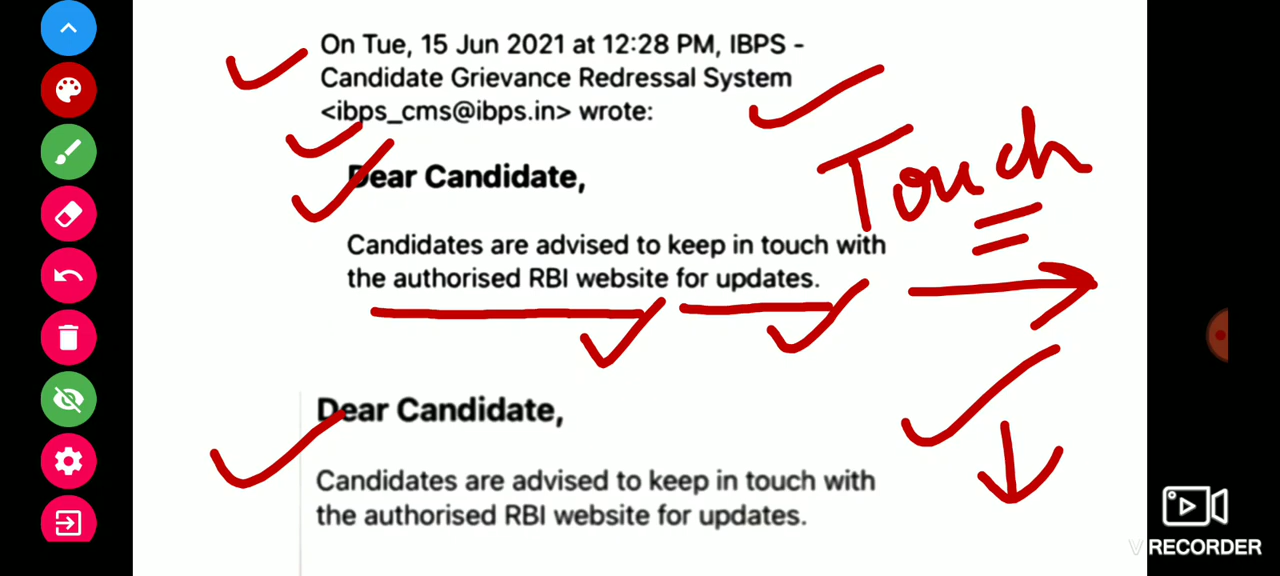 On Tue, 15 Jun 2021 at 12:28 PM, IBPS -
Candidate Grievance Redressal System
<ibps_cms@ibps.in> wrote:
Dear Candidate,
Touch
Candidates are advised to keep in touch with
the authorised RBI website for updates.
Dear Candidate,
Candidates are advised to keep in touch with
the authorised RBI website for updates.
V RECORDER